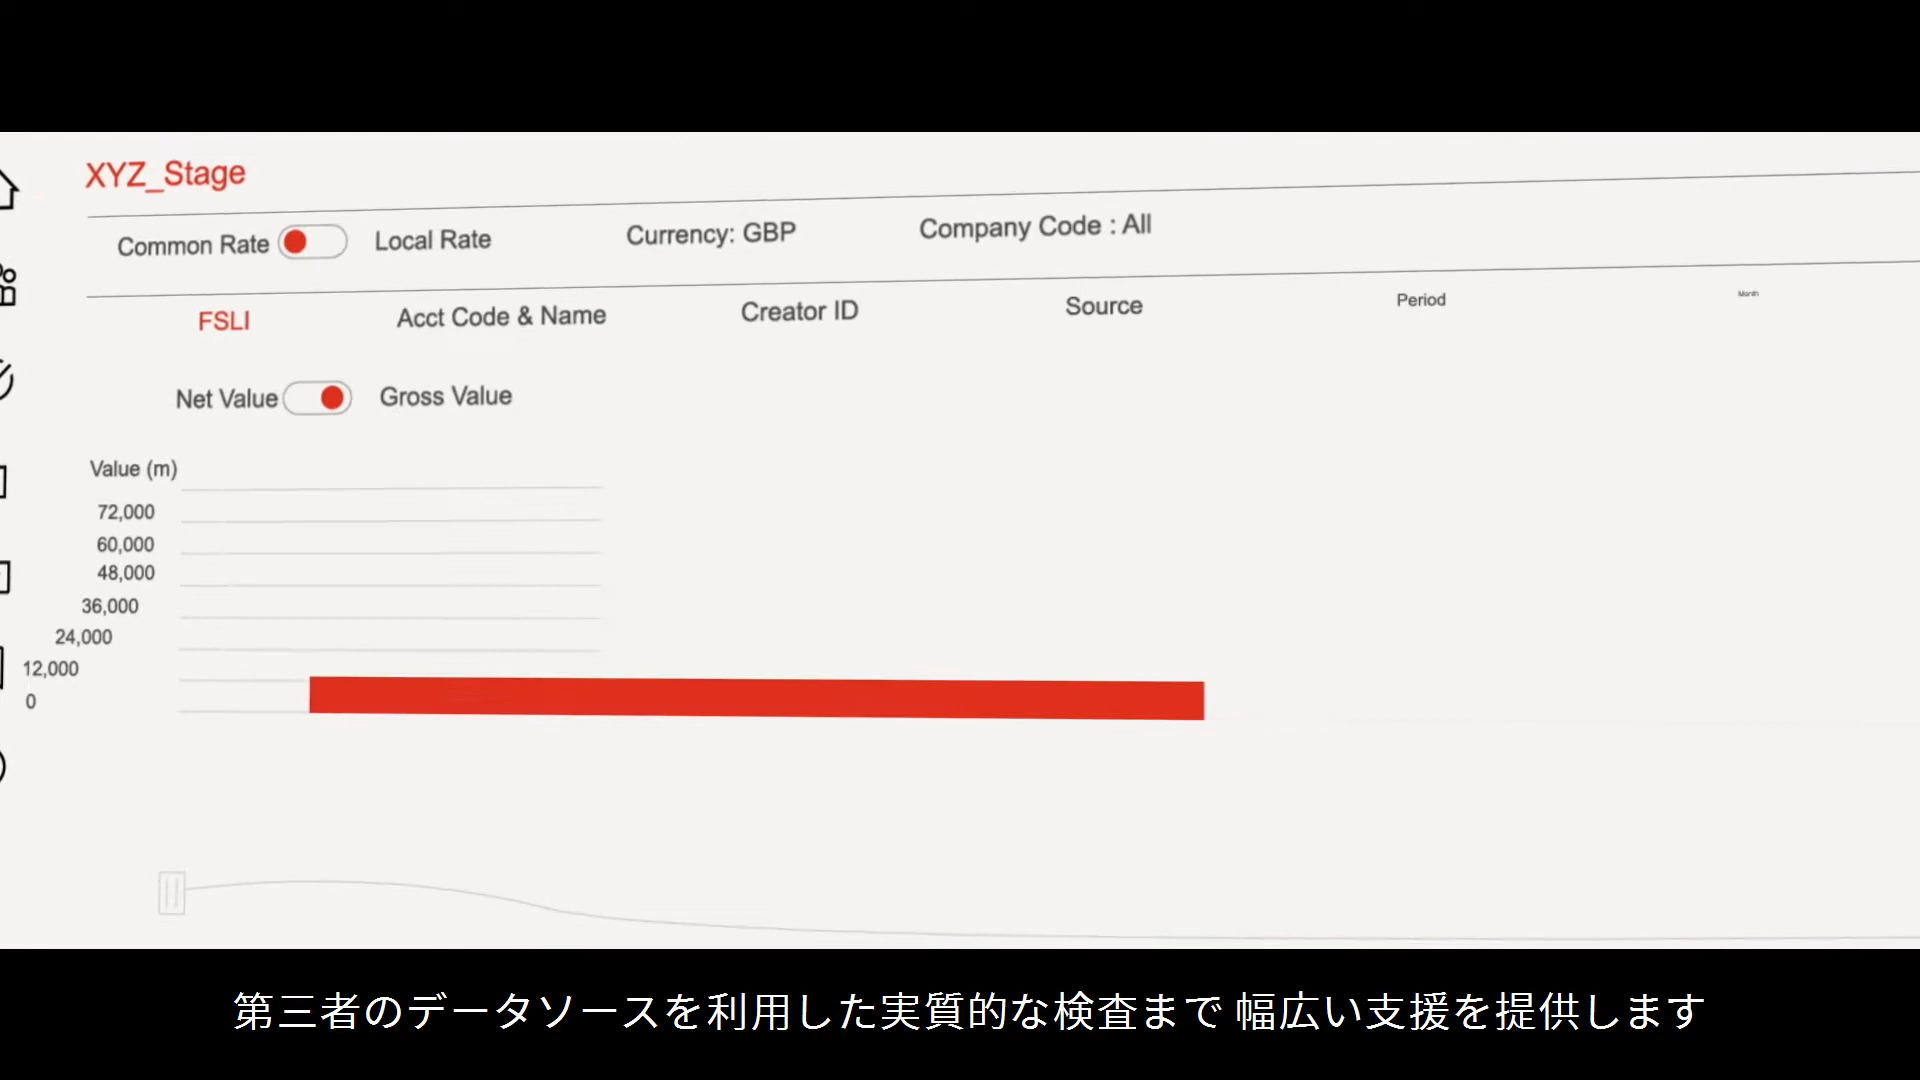 XYZ_Stage
Common Rate Local Rate Currency: GBP Company Code : All
FSLI Acct Code & Name Creator ID Source Period Month
Net Value Gross Value
Value (m)
72,000
60,000
48,000
36,000
24,000
12,000
0
第三者のデータソースを利用した実質的な検査まで 幅広い支援を提供します